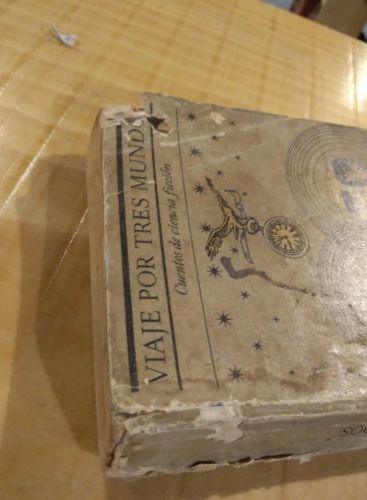 VIAJE POR TRES MUNDOS
Cuentos de ciencia ficción